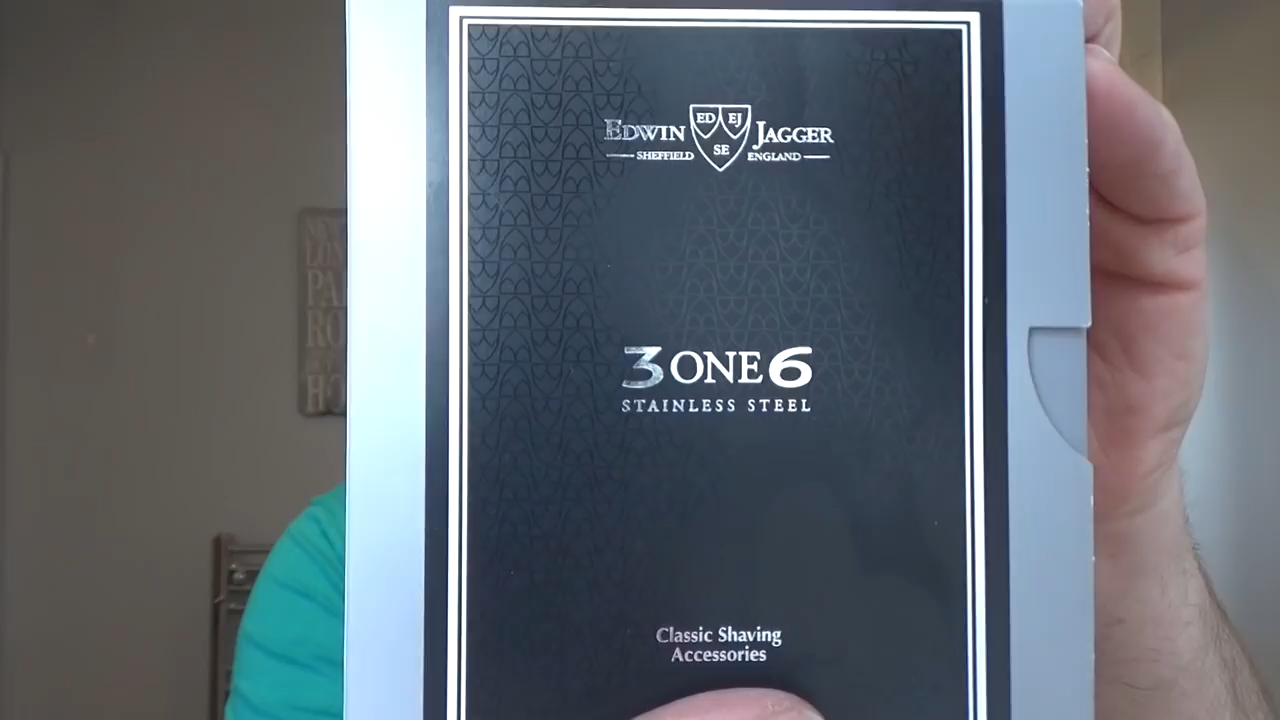 EDWIN JAGGER
ED EJ
SE
SHEFFIELD ENGLAND
3ONE6
STAINLESS STEEL
Classic Shaving
Accessories